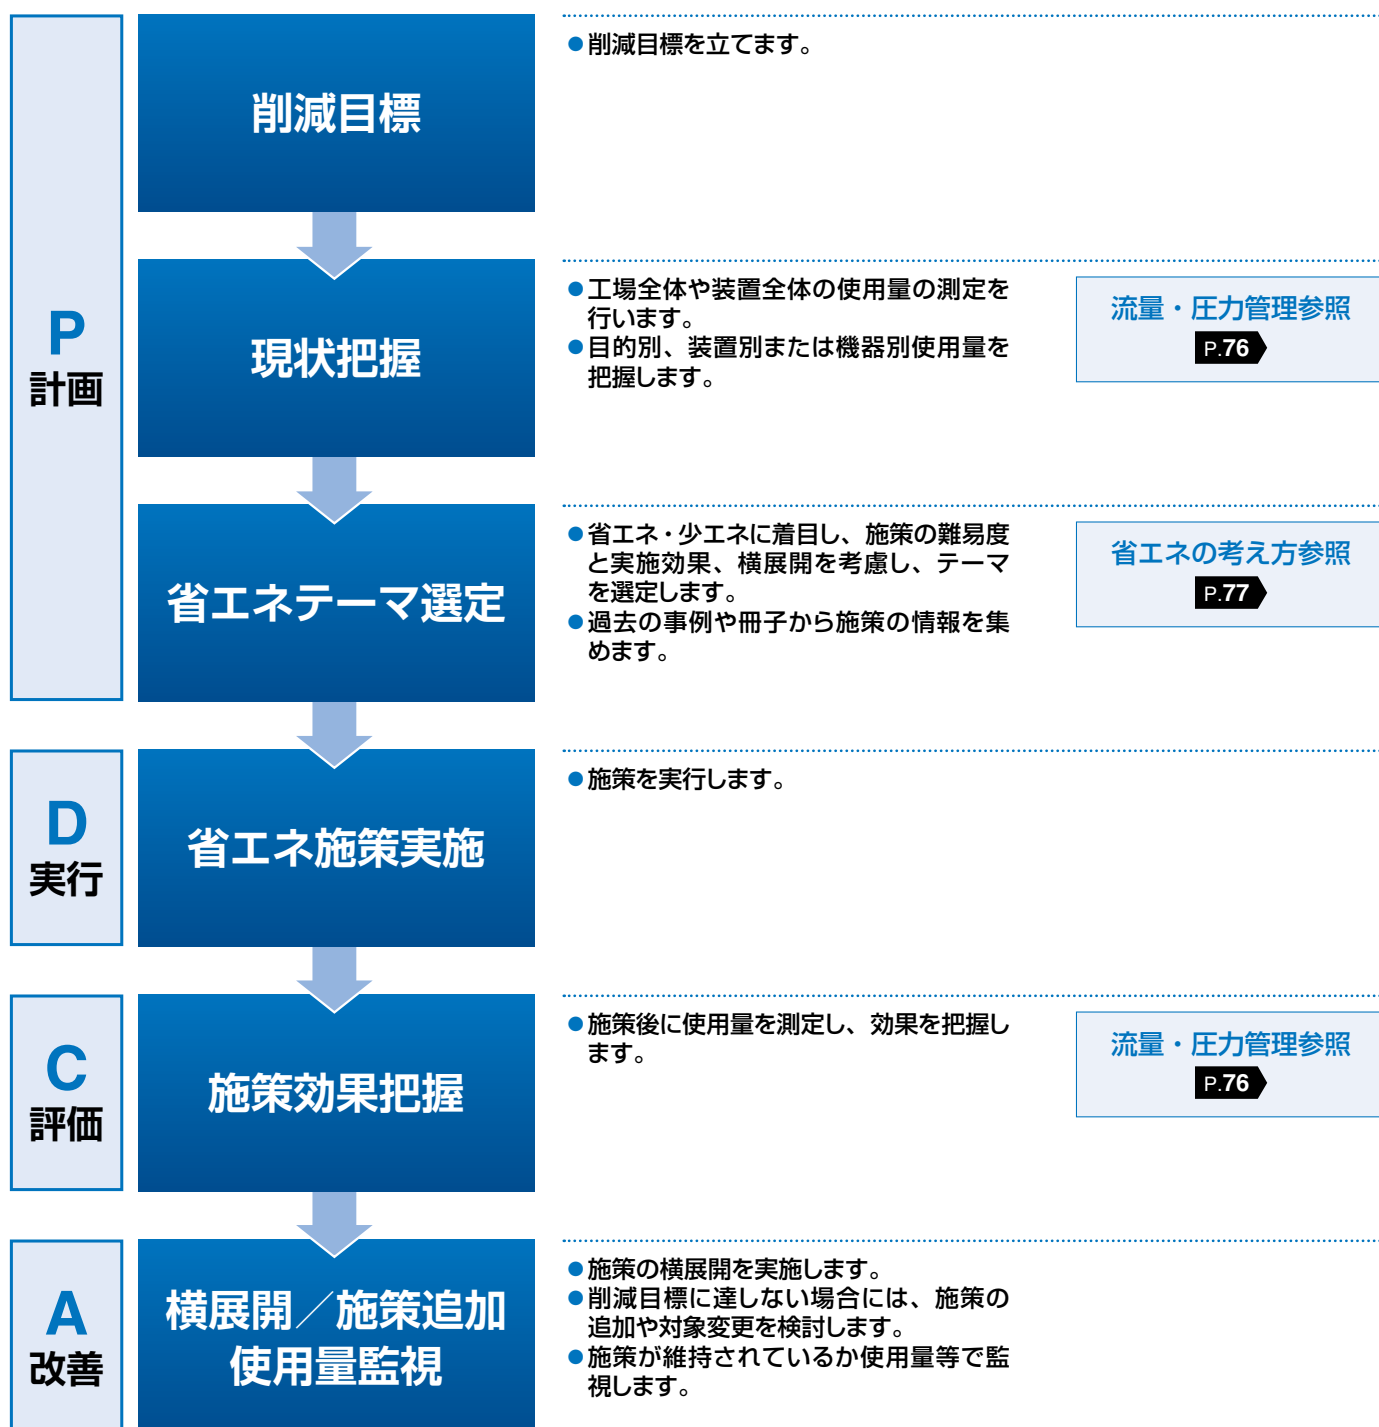 P
計画
削減目標
●削減目標を立てます。
現状把握
●工場全体や装置全体の使用量の測定を
行います。
●目的別、装置別または機器別使用量を
把握します。
流量・圧力管理参照
P.76
省エネテーマ選定
●省エネ・少エネに着目し、施策の難易度
と実施効果、横展開を考慮し、テーマ
を選定します。
●過去の事例や冊子から施策の情報を集
めます。
省エネの考え方参照
P.77
D
実行
省エネ施策実施
●施策を実行します。
C
評価
施策効果把握
●施策後に使用量を測定し、効果を把握し
ます。
流量・圧力管理参照
P.76
A
改善
横展開／施策追加
使用量監視
●施策の横展開を実施します。
●削減目標に達しない場合には、施策の
追加や対象変更を検討します。
●施策が維持されているか使用量等で監
視します。